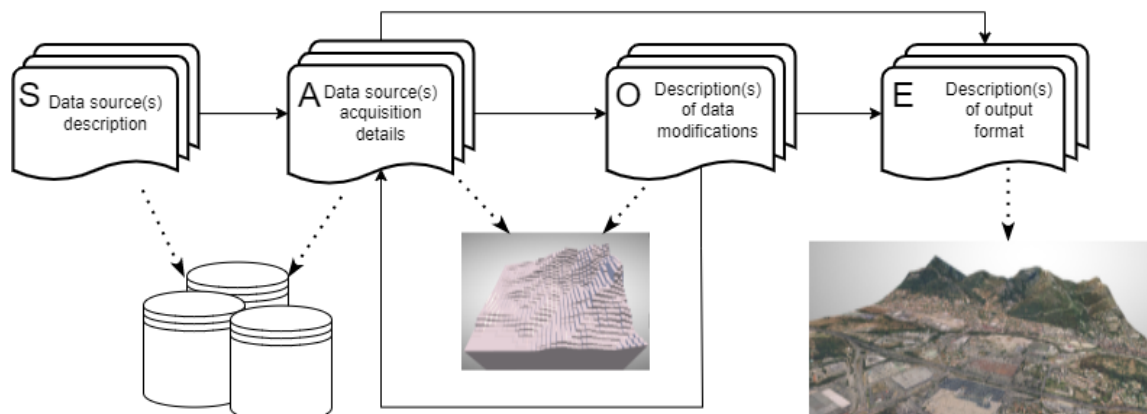 S
Data source(s)
description
A
Data source(s)
acquisition
details
O
Description(s)
of data
modifications
E
Description(s)
of output
format